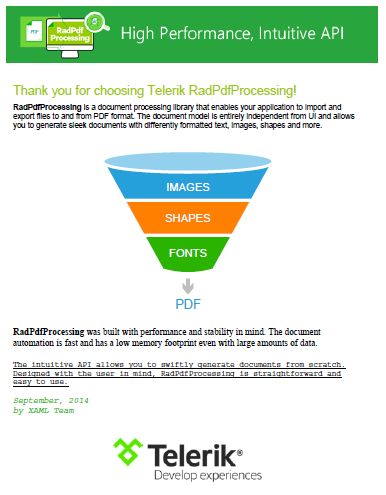 PDF
RadPdf
Processing
High Performance, Intuitive API
Thank you for choosing Telerik RadPdfProcessing!
RadPdfProcessing is a document processing library that enables your application to import and
export files to and from PDF format. The document model is entirely independent from UI and allows
you to generate sleek documents with differently formatted text, images, shapes and more.
IMAGES
SHAPES
FONTS
PDF
RadPdfProcessing was built with performance and stability in mind. The document
automation is fast and has a low memory footprint even with large amounts of data.
The intuitive API allows you to swiftly generate documents from scratch.
Designed with the user in mind, RadPdfProcessing is straightforward and
easy to use.
September, 2014
by XAML Team
Telerik®
Develop experiences